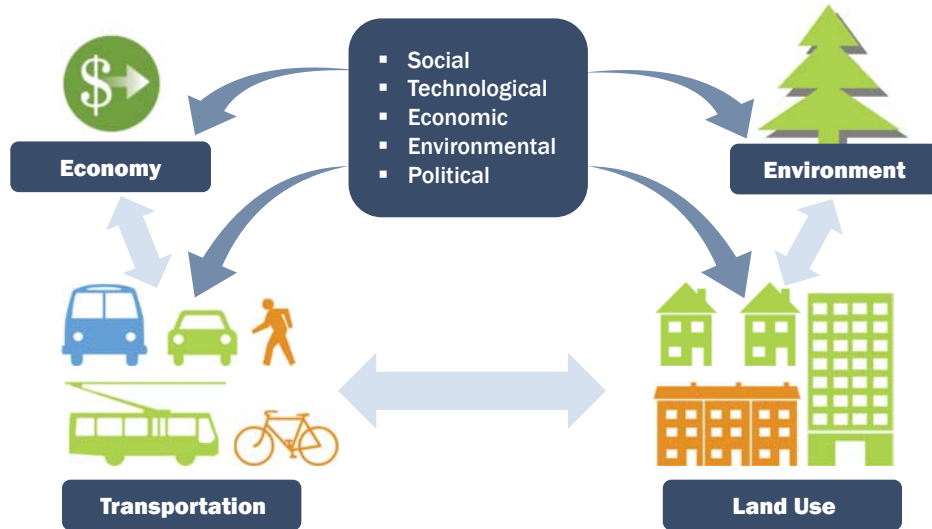 ▪ Social
▪ Technological
▪ Economic
▪ Environmental
▪ Political
$
Economy
Environment
Transportation
Land Use